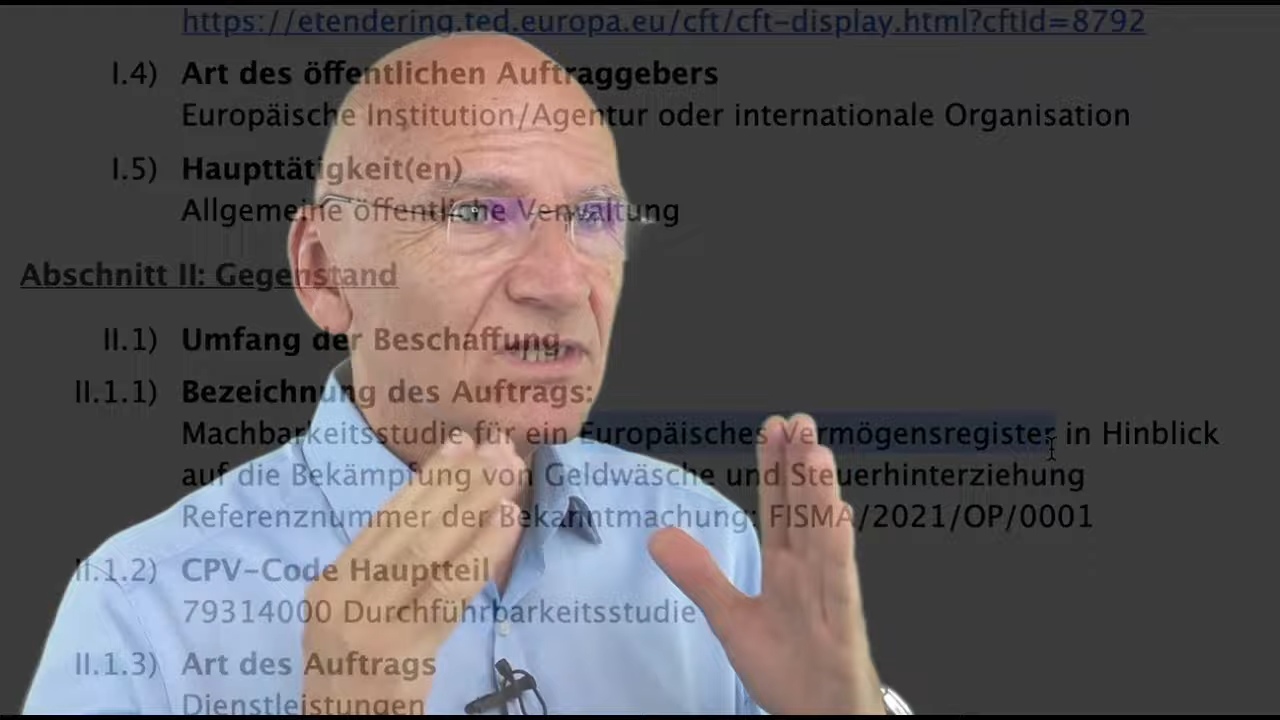 https://etendering.ted.europa.eu/cft/cft-display.html?cftId=8792
I.4) Art des öffentlichen Auftraggebers
Europäische Institution/Agentur oder internationale Organisation
I.5) Haupttätigkeit(en)
Allgemeine öffentliche Verwaltung
Abschnitt II: Gegenstand
II.1) Umfang der Beschaffung
II.1.1) Bezeichnung des Auftrags:
Machbarkeitsstudie für ein Europäisches Vermögensregister in Hinblick
auf die Bekämpfung von Geldwäsche und Steuerhinterziehung
Referenznummer der Bekanntmachung: FISMA/2021/OP/0001
II.1.2) CPV-Code Hauptteil
79314000 Durchführbarkeitsstudie
II.1.3) Art des Auftrags
Dienstleistungen